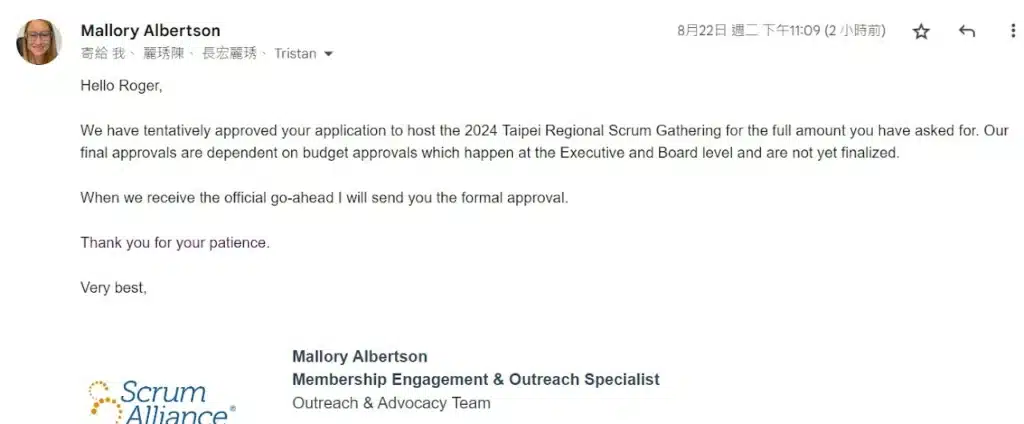 Mallory Albertson
8月22日 週二 下午11:09 (2 小時前)
寄給 我、 麗琇陳、 長宏麗琇、 Tristan
Hello Roger,
We have tentatively approved your application to host the 2024 Taipei Regional Scrum Gathering for the full amount you have asked for. Our
final approvals are dependent on budget approvals which happen at the Executive and Board level and are not yet finalized.
When we receive the official go-ahead I will send you the formal approval.
Thank you for your patience.
Very best,
Mallory Albertson
Membership Engagement & Outreach Specialist
Outreach & Advocacy Team
Scrum
Alliance®